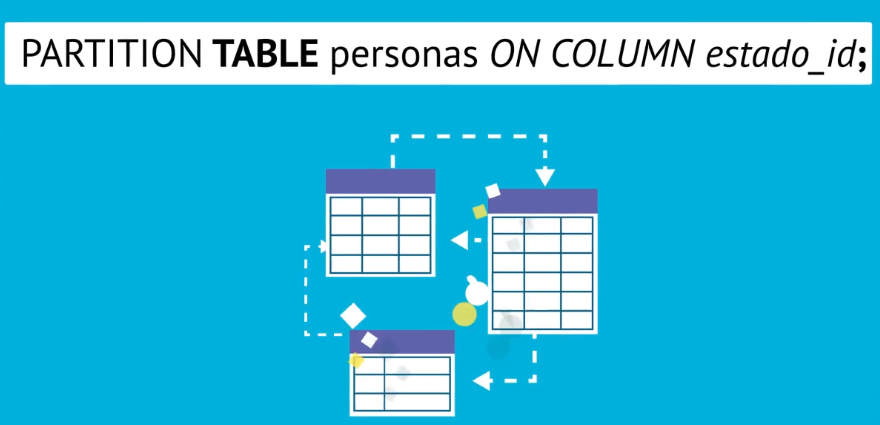 PARTITION TABLE personas ON COLUMN estado_id;